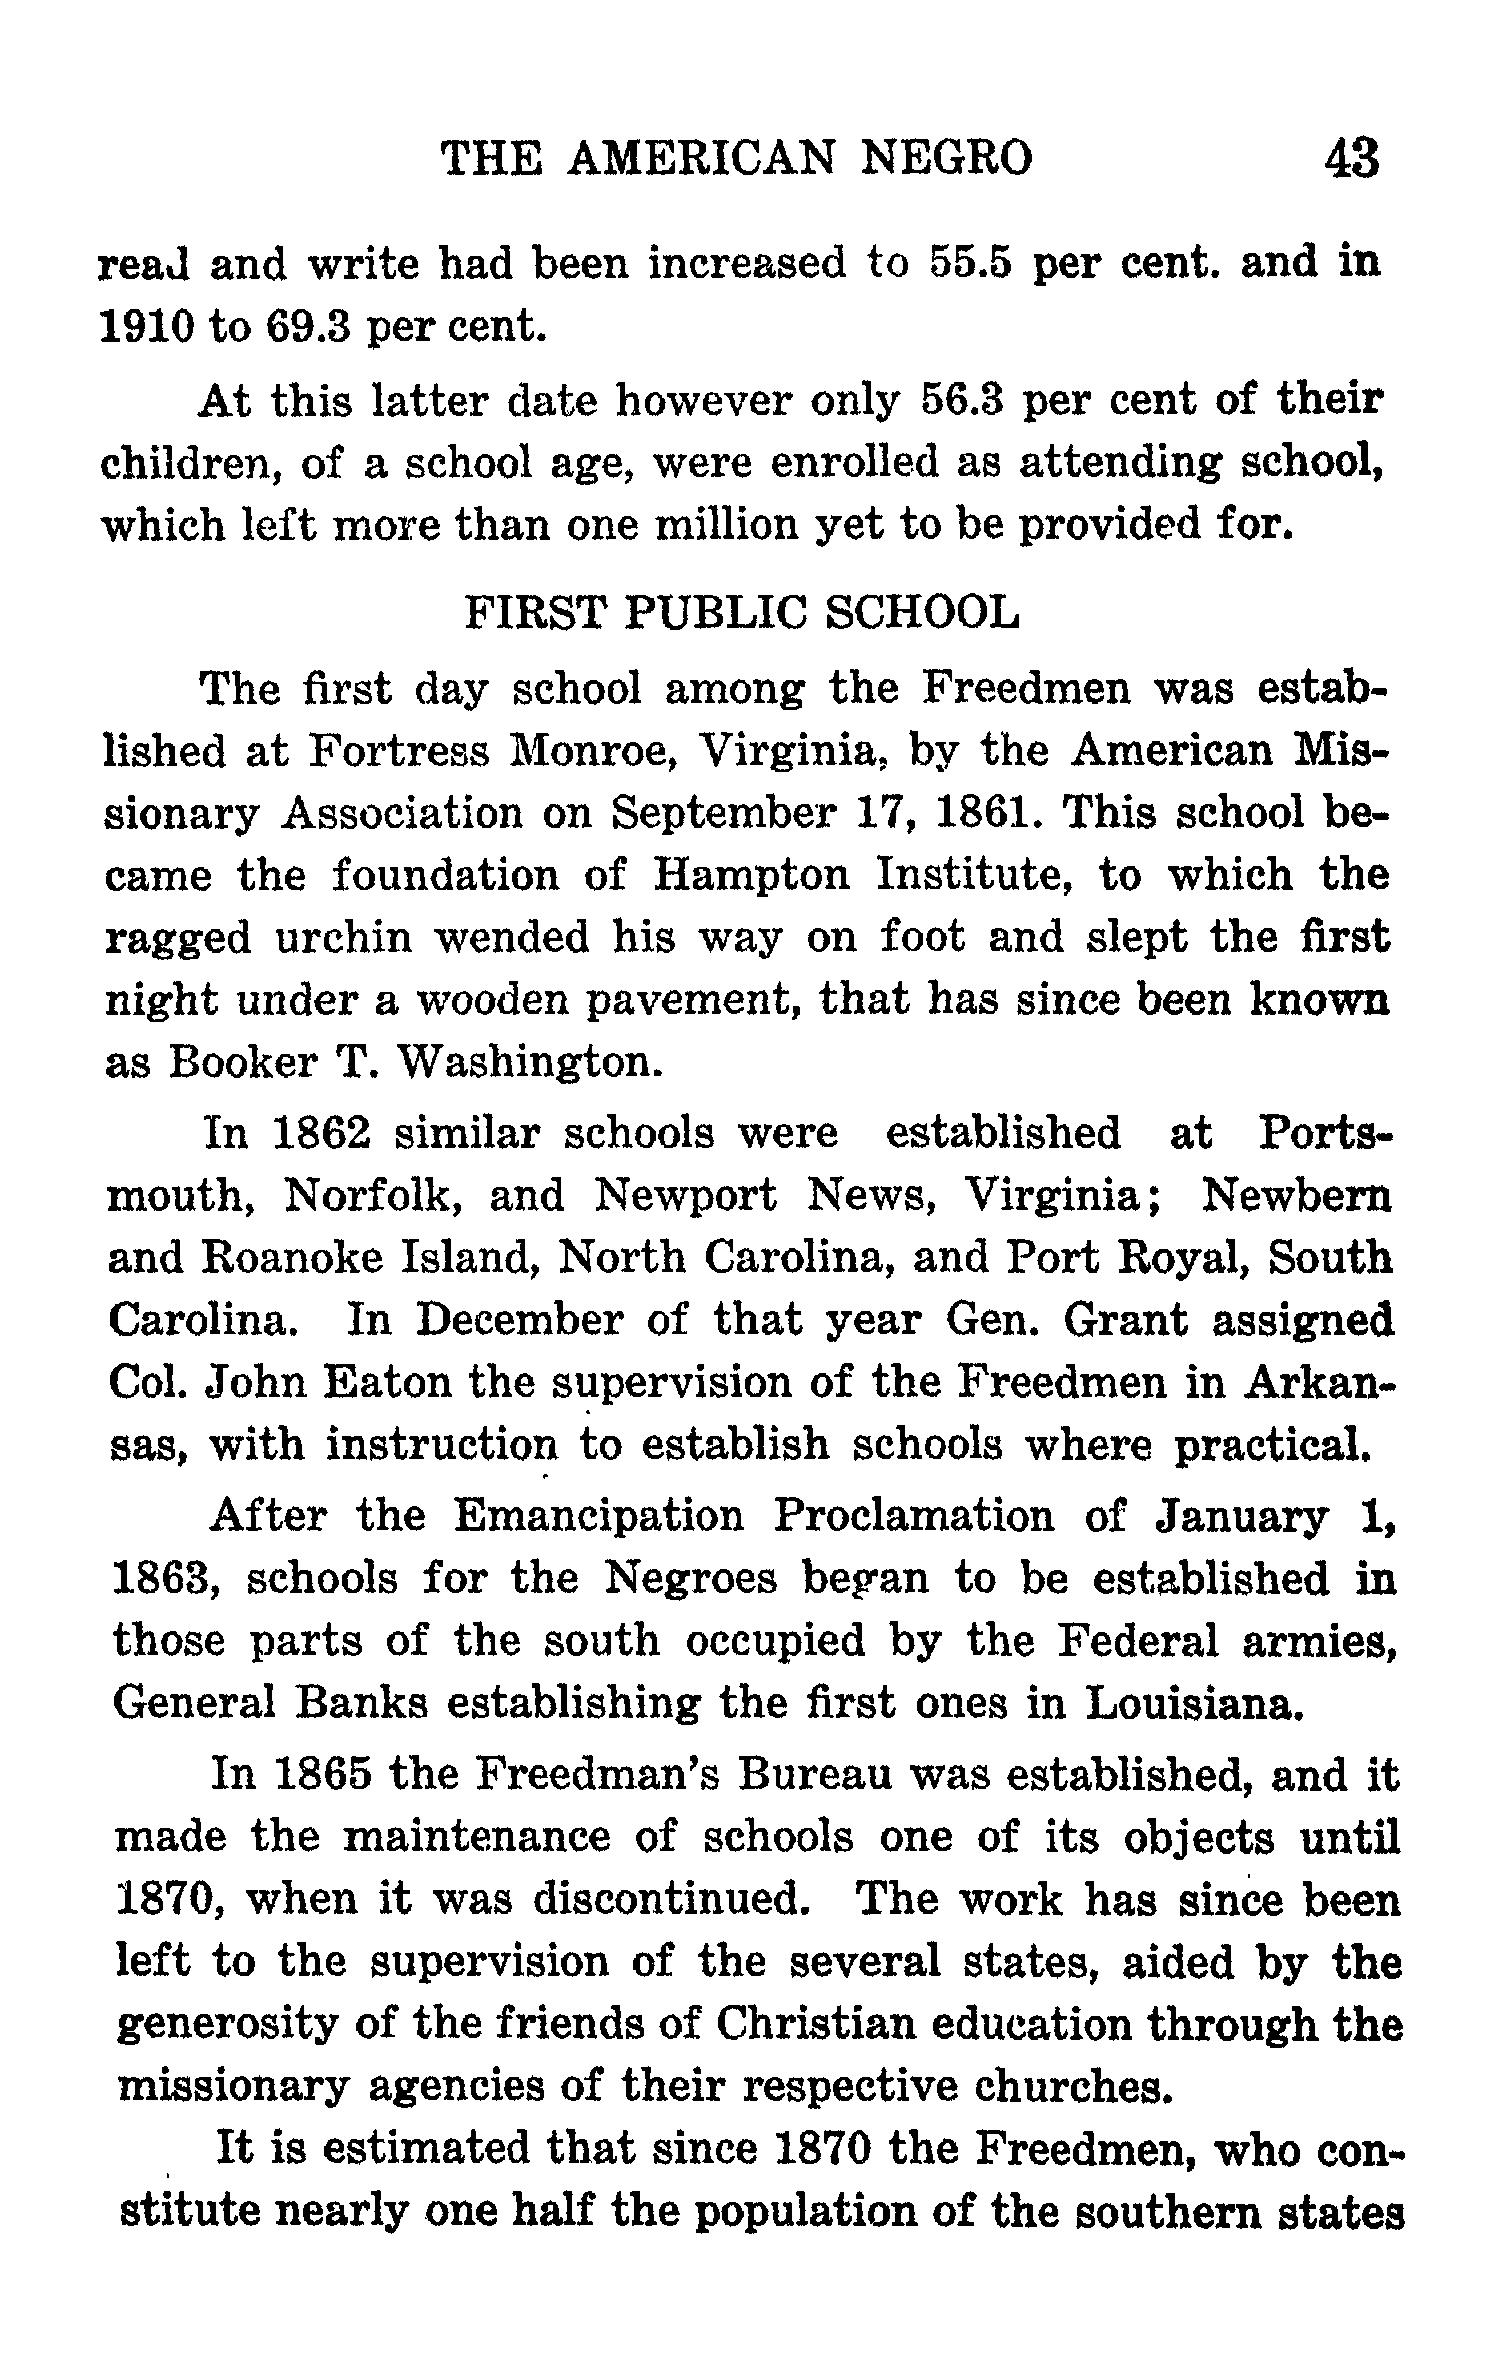 THE AMERICAN NEGRO 43
read and write had been increased to 55.5 per cent. and in
1910 to 69.3 per cent.
At this latter date however only 56.3 per cent of their
children, of a school age, were enrolled as attending school,
which left more than one million yet to be provided for.
FIRST PUBLIC SCHOOL
The first day school among the Freedmen was estab-
lished at Fortress Monroe, Virginia, by the American Mis-
sionary Association on September 17, 1861. This school be-
came the foundation of Hampton Institute, to which the
ragged urchin wended his way on foot and slept the first
night under a wooden pavement, that has since been known
as Booker T. Washington.
In 1862 similar schools were established at Ports-
mouth, Norfolk, and Newport News, Virginia; Newbern
and Roanoke Island, North Carolina, and Port Royal, South
Carolina. In December of that year Gen. Grant assigned
Col. John Eaton the supervision of the Freedmen in Arkan-
sas, with instruction to establish schools where practical.
After the Emancipation Proclamation of January 1,
1863, schools for the Negroes began to be established in
those parts of the south occupied by the Federal armies,
General Banks establishing the first ones in Louisiana.
In 1865 the Freedman's Bureau was established, and it
made the maintenance of schools one of its objects until
1870, when it was discontinued. The work has since been
left to the supervision of the several states, aided by the
generosity of the friends of Christian education through the
missionary agencies of their respective churches.
It is estimated that since 1870 the Freedmen, who con-
stitute nearly one half the population of the southern states